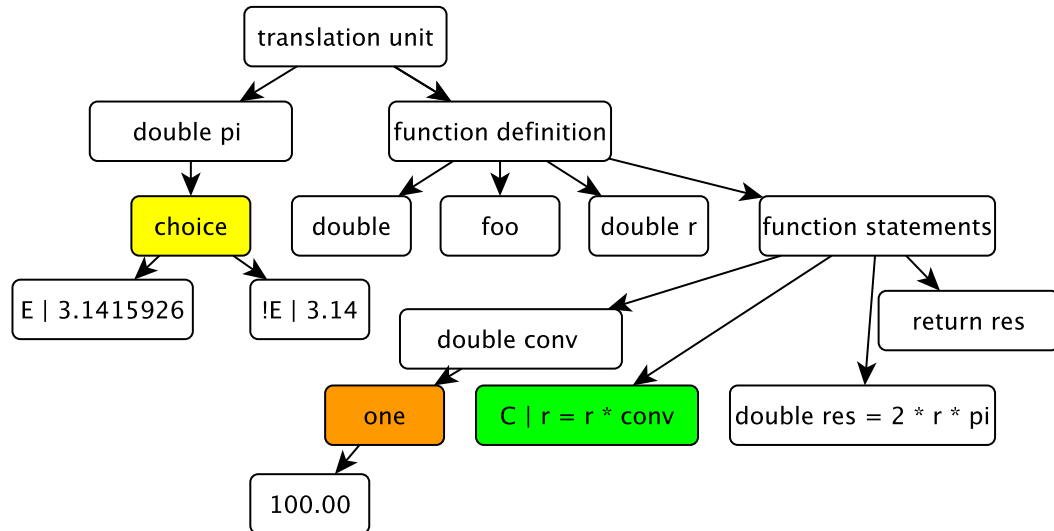 translation unit
double pi
function definition
choice
double
foo
double r
function statements
E | 3.1415926
!E | 3.14
double conv
return res
one
C | r = r * conv
double res = 2 * r * pi
100.00